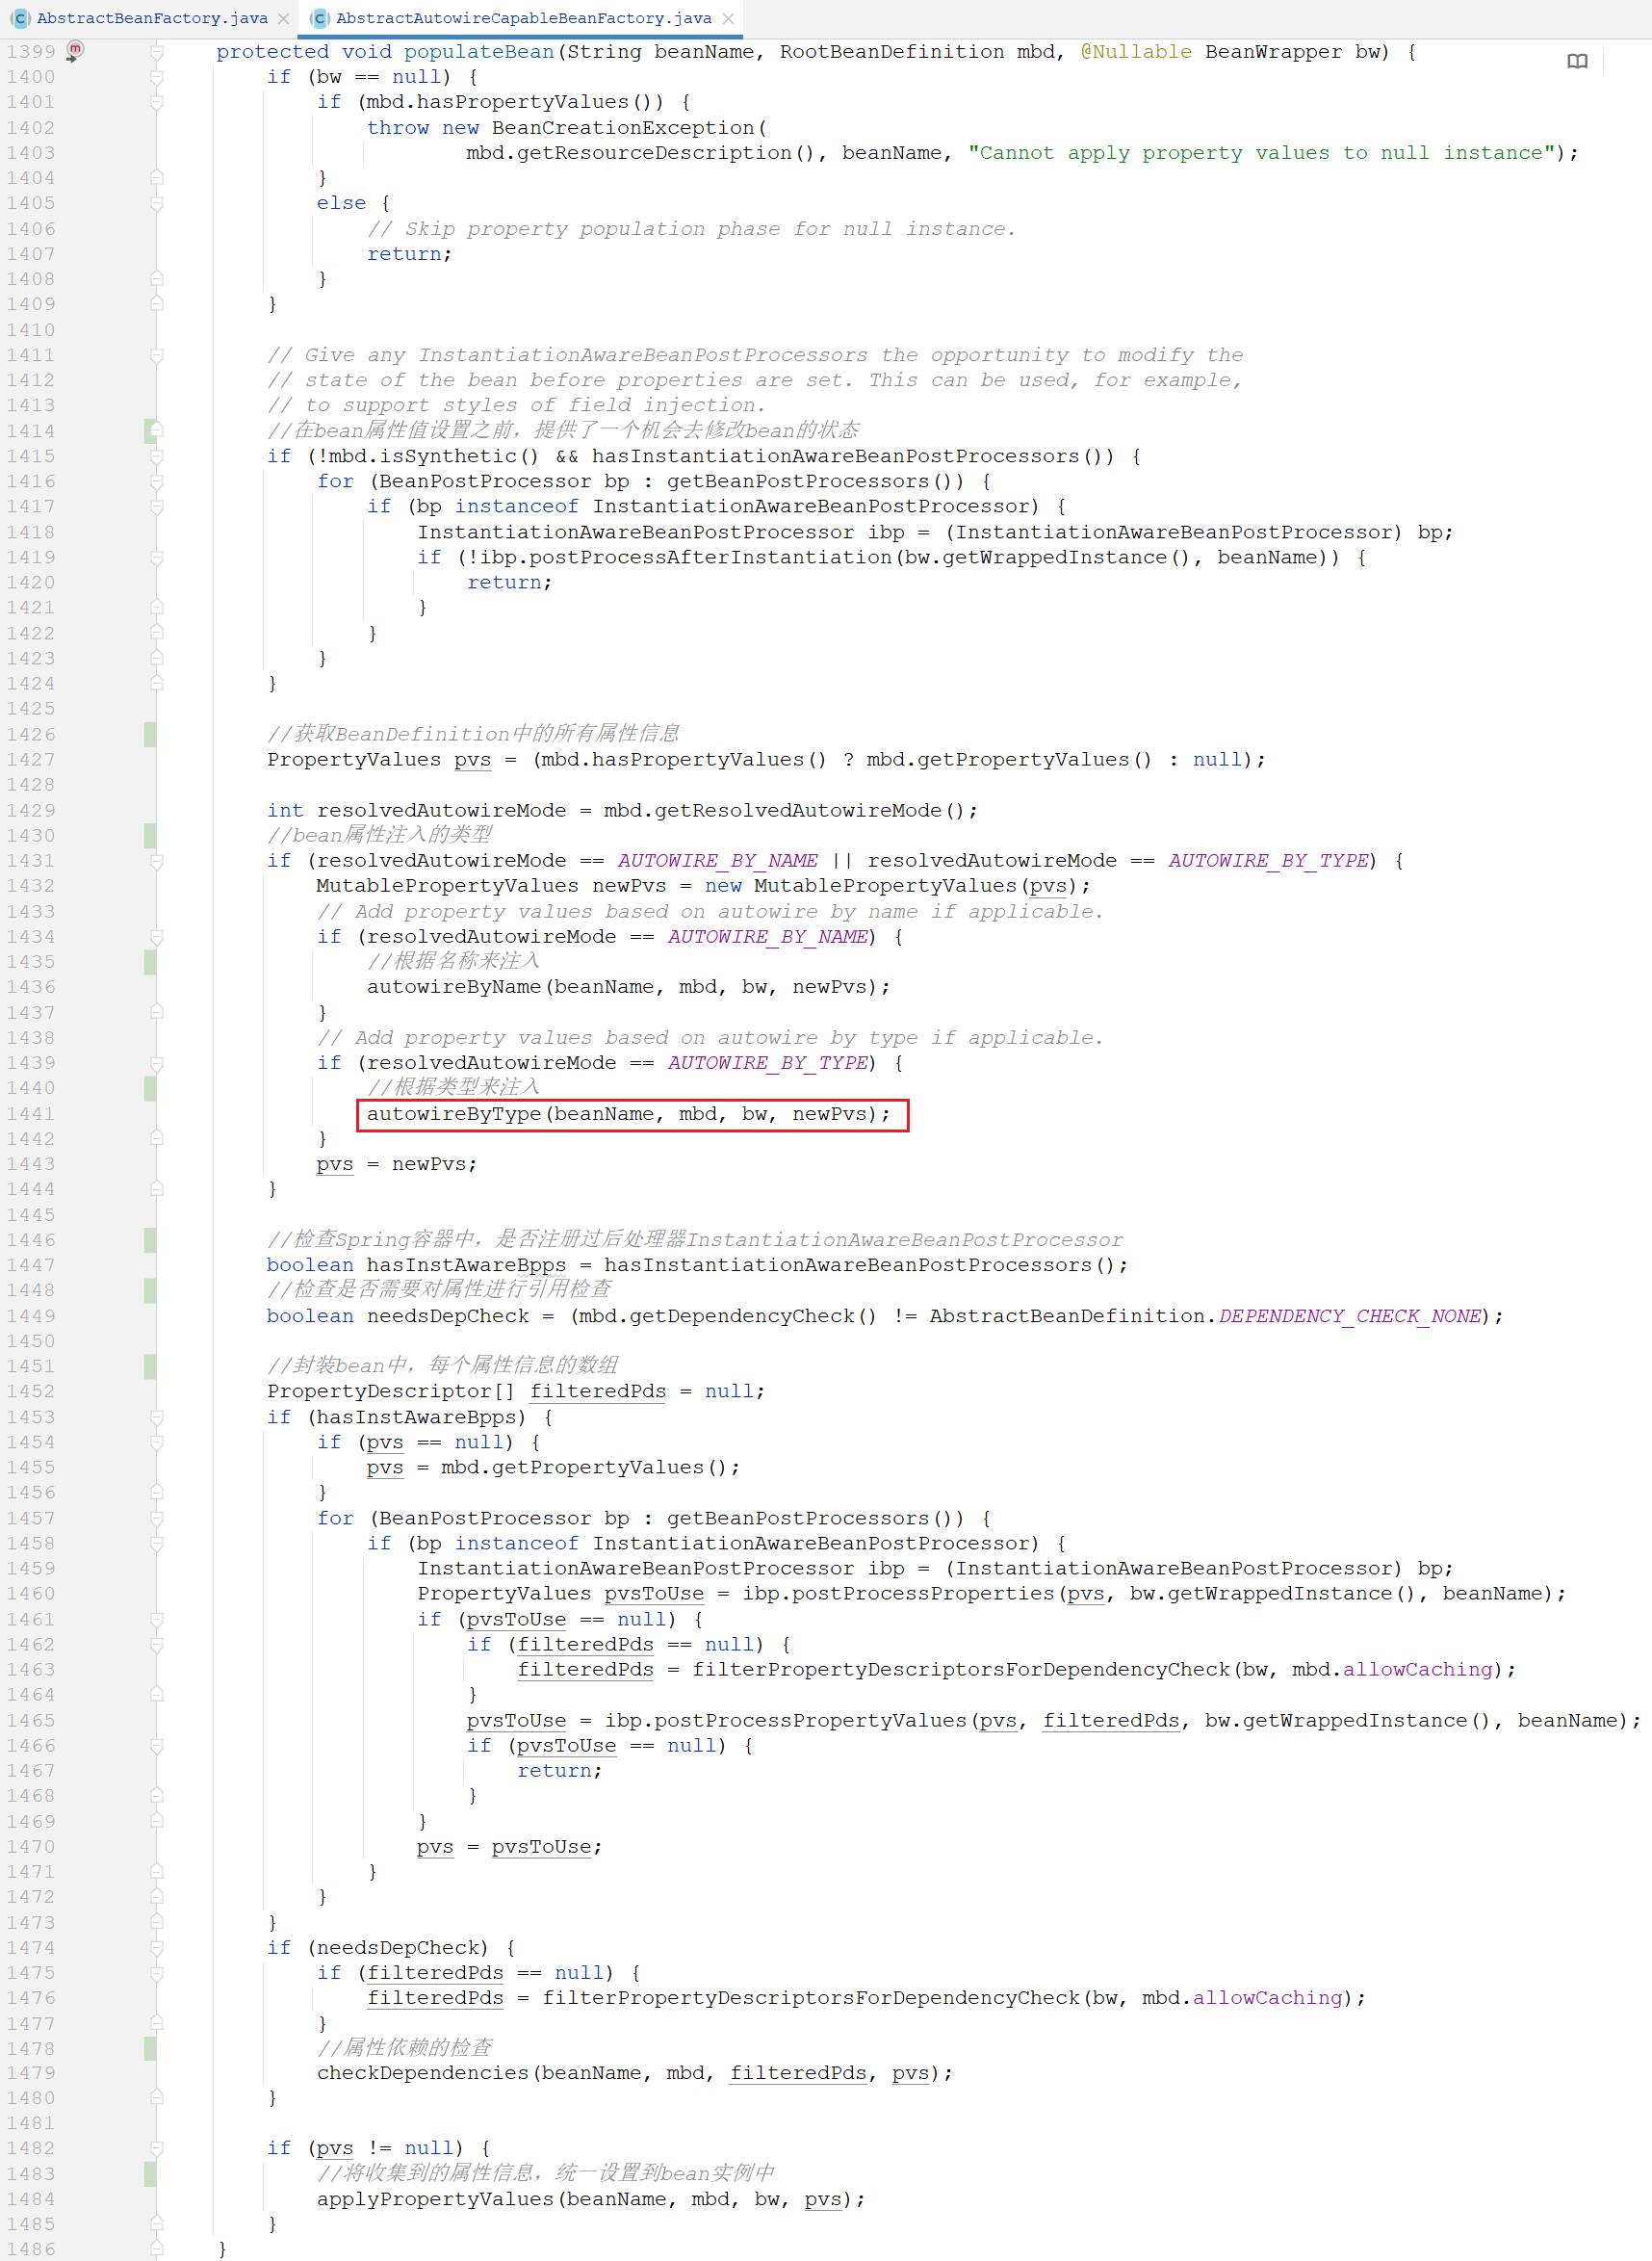 AbstractBeanFactory.java AbstractAutowireCapableBeanFactory.java
1399 protected void populateBean(String beanName, RootBeanDefinition mbd, @Nullable BeanWrapper bw) {
1400 if (bw == null) {
1401 if (mbd.hasPropertyValues()) {
1402 throw new BeanCreationException(
1403 mbd.getResourceDescription(), beanName, "Cannot apply property values to null instance");
1404 }
1405 else {
1406 // Skip property population phase for null instance.
1407 return;
1408 }
1409 }
1410
1411 // Give any InstantiationAwareBeanPostProcessors the opportunity to modify the
1412 // state of the bean before properties are set. This can be used, for example,
1413 // to support styles of field injection.
1414 //在bean属性值设置之前，提供了一个机会去修改bean的状态
1415 if (!mbd.isSynthetic() && hasInstantiationAwareBeanPostProcessors()) {
1416 for (BeanPostProcessor bp : getBeanPostProcessors()) {
1417 if (bp instanceof InstantiationAwareBeanPostProcessor) {
1418 InstantiationAwareBeanPostProcessor ibp = (InstantiationAwareBeanPostProcessor) bp;
1419 if (!ibp.postProcessAfterInstantiation(bw.getWrappedInstance(), beanName)) {
1420 return;
1421 }
1422 }
1423 }
1424 }
1425
1426 //获取BeanDefinition中的所有属性信息
1427 PropertyValues pvs = (mbd.hasPropertyValues() ? mbd.getPropertyValues() : null);
1428
1429 int resolvedAutowireMode = mbd.getResolvedAutowireMode();
1430 //bean属性注入的类型
1431 if (resolvedAutowireMode == AUTOWIRE_BY_NAME || resolvedAutowireMode == AUTOWIRE_BY_TYPE) {
1432 MutablePropertyValues newPvs = new MutablePropertyValues(pvs);
1433 // Add property values based on autowire by name if applicable.
1434 if (resolvedAutowireMode == AUTOWIRE_BY_NAME) {
1435 //根据名称来注入
1436 autowireByName(beanName, mbd, bw, newPvs);
1437 }
1438 // Add property values based on autowire by type if applicable.
1439 if (resolvedAutowireMode == AUTOWIRE_BY_TYPE) {
1440 //根据类型来注入
1441 autowireByType(beanName, mbd, bw, newPvs);
1442 }
1443 pvs = newPvs;
1444 }
1445
1446 //检查Spring容器中，是否注册过后处理器InstantiationAwareBeanPostProcessor
1447 boolean hasInstAwareBpps = hasInstantiationAwareBeanPostProcessors();
1448 //检查是否需要对属性进行引用检查
1449 boolean needsDepCheck = (mbd.getDependencyCheck() != AbstractBeanDefinition.DEPENDENCY_CHECK_NONE);
1450
1451 //封装bean中，每个属性信息的数组
1452 PropertyDescriptor[] filteredPds = null;
1453 if (hasInstAwareBpps) {
1454 if (pvs == null) {
1455 pvs = mbd.getPropertyValues();
1456 }
1457 for (BeanPostProcessor bp : getBeanPostProcessors()) {
1458 if (bp instanceof InstantiationAwareBeanPostProcessor) {
1459 InstantiationAwareBeanPostProcessor ibp = (InstantiationAwareBeanPostProcessor) bp;
1460 PropertyValues pvsToUse = ibp.postProcessProperties(pvs, bw.getWrappedInstance(), beanName);
1461 if (pvsToUse == null) {
1462 if (filteredPds == null) {
1463 filteredPds = filterPropertyDescriptorsForDependencyCheck(bw, mbd.allowCaching);
1464 }
1465 pvsToUse = ibp.postProcessPropertyValues(pvs, filteredPds, bw.getWrappedInstance(), beanName);
1466 if (pvsToUse == null) {
1467 return;
1468 }
1469 }
1470 pvs = pvsToUse;
1471 }
1472 }
1473 }
1474 if (needsDepCheck) {
1475 if (filteredPds == null) {
1476 filteredPds = filterPropertyDescriptorsForDependencyCheck(bw, mbd.allowCaching);
1477 }
1478 //属性依赖的检查
1479 checkDependencies(beanName, mbd, filteredPds, pvs);
1480 }
1481
1482 if (pvs != null) {
1483 //将收集到的属性信息，统一设置到bean实例中
1484 applyPropertyValues(beanName, mbd, bw, pvs);
1485 }
1486 }